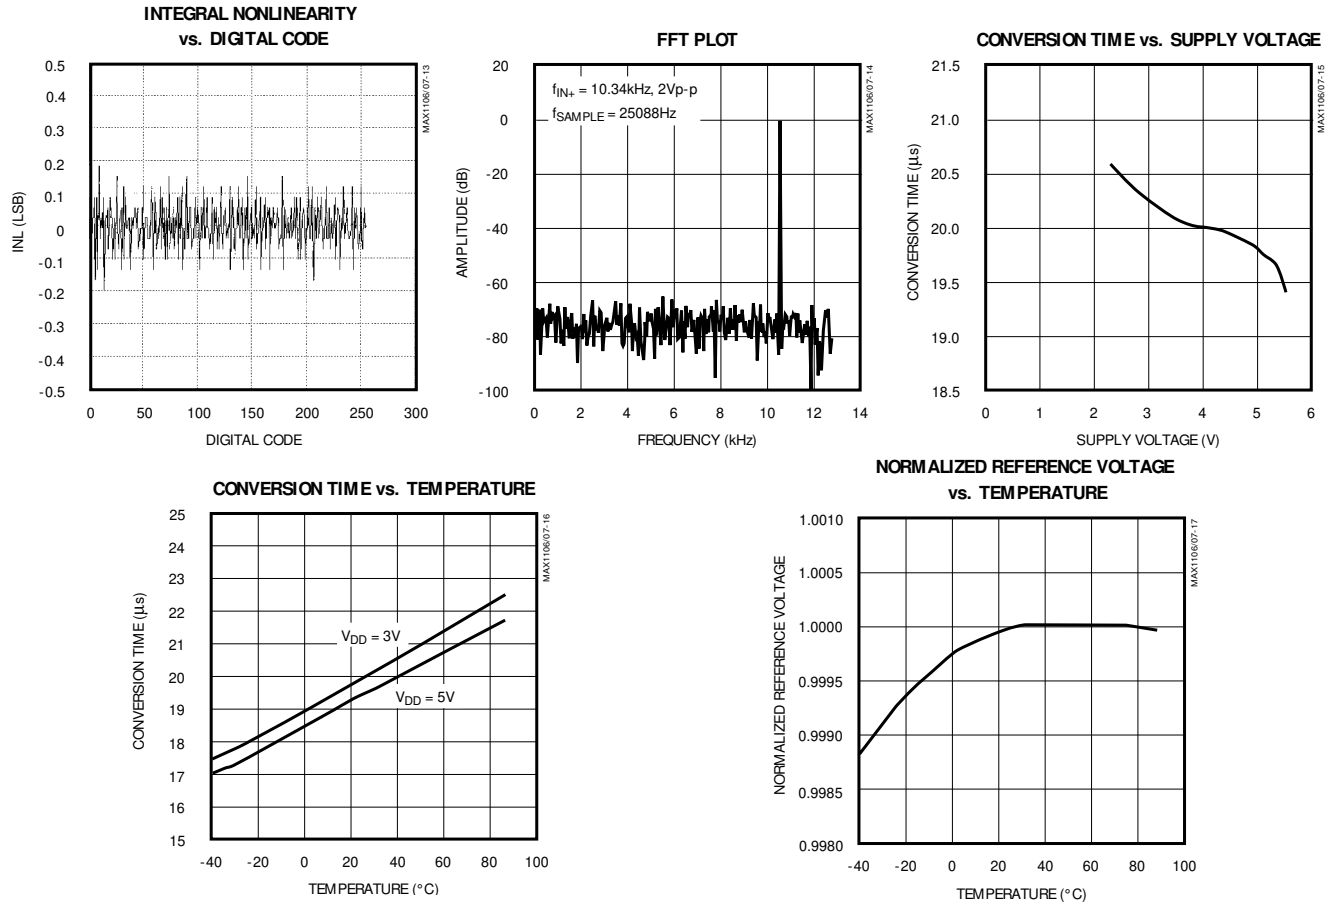 INTEGRAL NONLINEARITY
vs. DIGITAL CODE
0.5
0.4
0.3
0.2
0.1
0
-0.1
-0.2
-0.3
-0.4
-0.5
INL (LSB)
0 50 100 150 200 250 300
DIGITAL CODE
MAX1106/07-13
FFT PLOT
fIN+ = 10.34kHz, 2Vp-p
fSAMPLE = 25088Hz
20
0
-20
-40
-60
-80
-100
AMPLITUDE (dB)
0 2 4 6 8 10 12 14
FREQUENCY (kHz)
MAX1106/07-14
CONVERSION TIME vs. SUPPLY VOLTAGE
21.5
21.0
20.5
20.0
19.5
19.0
18.5
CONVERSION TIME (µs)
0 1 2 3 4 5 6
SUPPLY VOLTAGE (V)
MAX1106/07-15
CONVERSION TIME vs. TEMPERATURE
25
24
23
22
21
20
19
18
17
16
15
CONVERSION TIME (µs)
VDD = 3V
VDD = 5V
-40 -20 0 20 40 60 80 100
TEMPERATURE (°C)
MAX1106/07-16
NORMALIZED REFERENCE VOLTAGE
vs. TEMPERATURE
1.0010
1.0005
1.0000
0.9995
0.9990
0.9985
0.9980
NORMALIZED REFERENCE VOLTAGE
-40 -20 0 20 40 60 80 100
TEMPERATURE (°C)
MAX1106/07-17